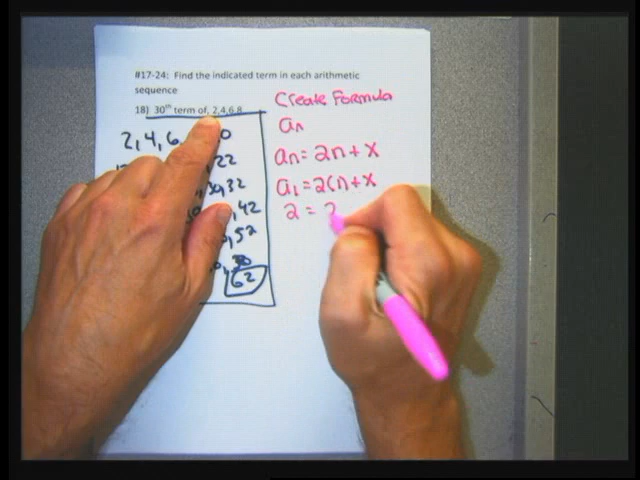 #17-24: Find the indicated term in each arithmetic
sequence
18) 30th term of, 2,4,6,8
2, 4, 6, 0
, 22
, 32
, 42
, 52
62
Create Formula
an
an = 2n + x
a1 = 2(1) + x
2 = 2